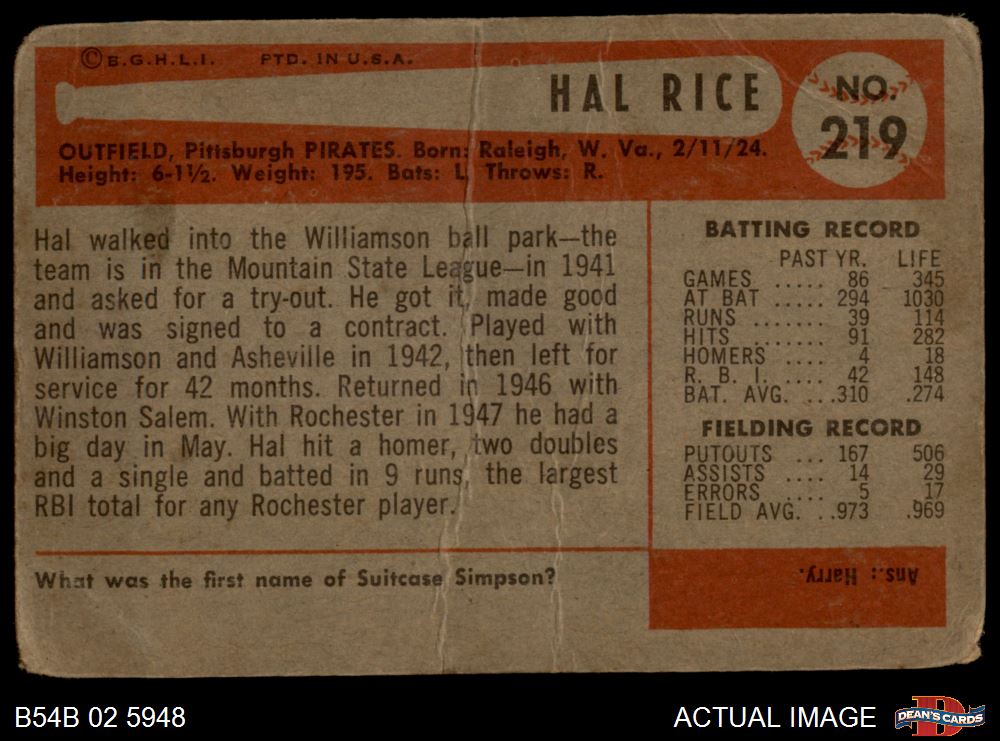 ©B.G.H.L.I. PTD. IN U.S.A.
HAL RICE
NO.
219
OUTFIELD, Pittsburgh PIRATES. Born: Raleigh, W. Va., 2/11/24.
Height: 6-1½. Weight: 195. Bats: L Throws: R.
Hal walked into the Williamson ball park—the
team is in the Mountain State League—in 1941
and asked for a try-out. He got it, made good
and was signed to a contract. Played with
Williamson and Asheville in 1942, then left for
service for 42 months. Returned in 1946 with
Winston Salem. With Rochester in 1947 he had a
big day in May. Hal hit a homer, two doubles
and a single and batted in 9 runs, the largest
RBI total for any Rochester player.
BATTING RECORD
PAST YR. LIFE
GAMES ..... 86 345
AT BAT ..... 294 1030
RUNS ....... 39 114
HITS ....... 91 282
HOMERS .... 4 18
R. B. I. .... 42 148
BAT. AVG. ...310 .274
FIELDING RECORD
PUTOUTS ... 167 506
ASSISTS .... 14 29
ERRORS .... 5 17
FIELD AVG. ..973 .969
What was the first name of Suitcase Simpson?
Ans.: Harry.
B54B 02 5948
ACTUAL IMAGE
D
DEAN'S CARDS